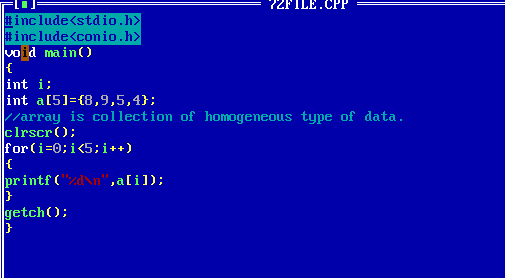 [■]
72FILE.CPP
#include<stdio.h>
#include<conio.h>
void main()
{
int i;
int a[5]={8,9,5,4};
//array is collection of homogeneous type of data.
clrscr();
for(i=0;i<5;i++)
{
printf("%d\n",a[i]);
}
getch();
}